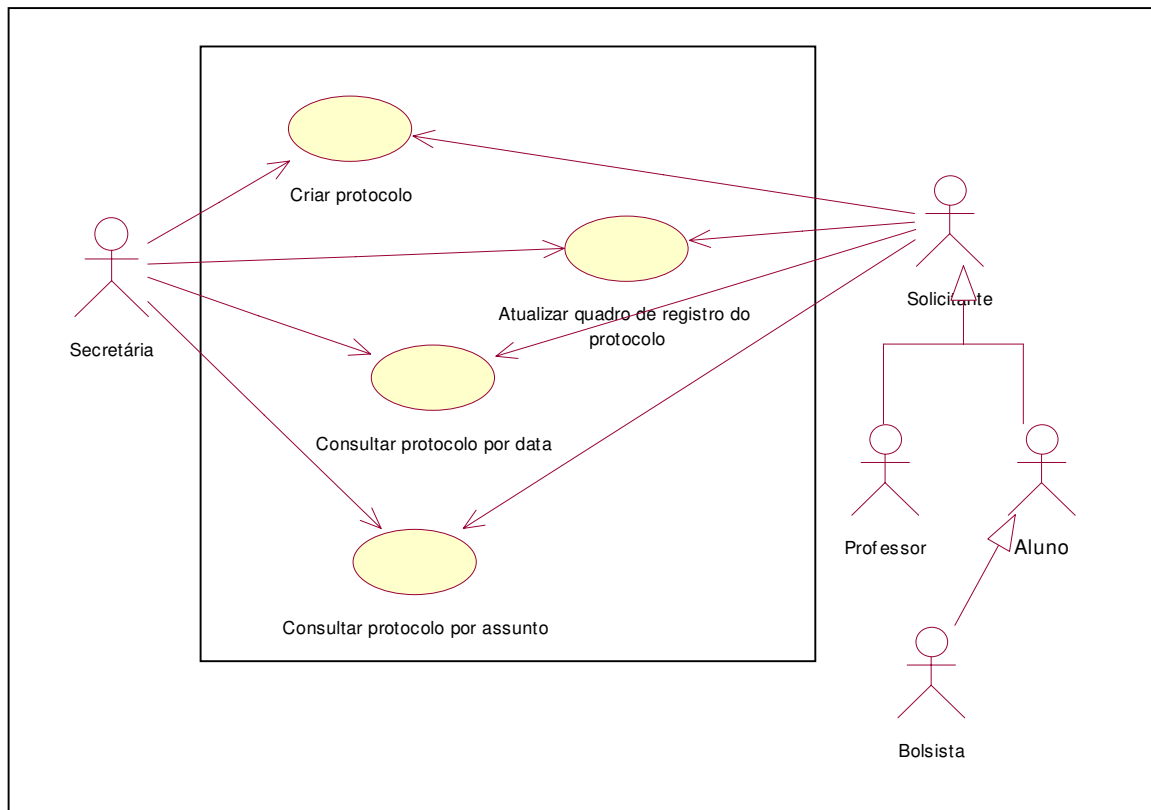 Criar protocolo
Solicitante
Atualizar quadro de registro do
protocolo
Secretária
Consultar protocolo por data
Professor
Aluno
Consultar protocolo por assunto
Bolsista